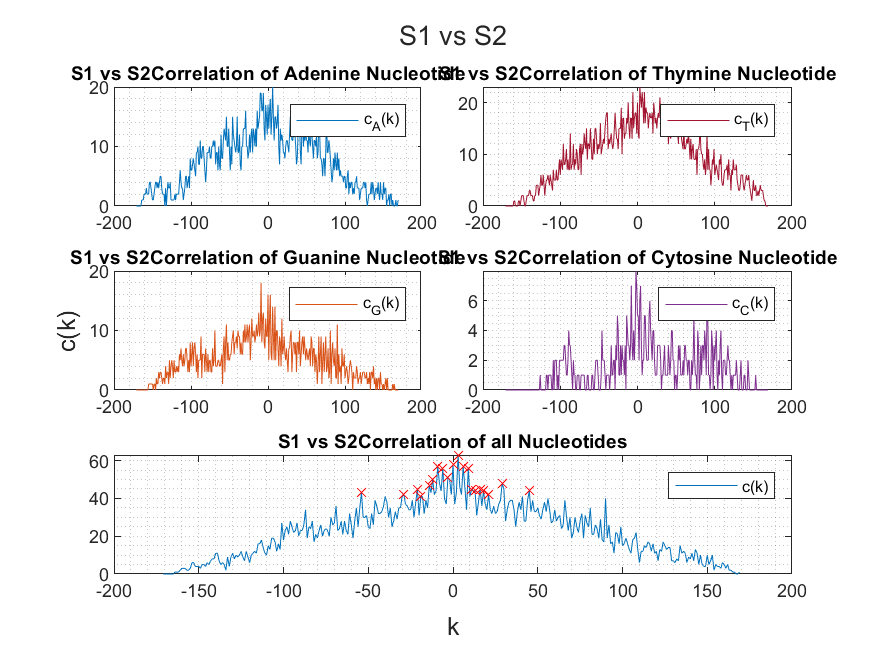 S1 vs S2
S1 vs S2Correlation of Adenine Nucleotide
S1 vs S2Correlation of Thymine Nucleotide
20
10
0
c_A(k)
-200 -100 0 100 200
20
10
0
c_T(k)
-200 -100 0 100 200
S1 vs S2Correlation of Guanine Nucleotide
S1 vs S2Correlation of Cytosine Nucleotide
20
10
0
c_G(k)
-200 -100 0 100 200
6
4
2
0
c_C(k)
-200 -100 0 100 200
c(k)
S1 vs S2Correlation of all Nucleotides
60
40
20
0
c(k)
-200 -150 -100 -50 0 50 100 150 200
k